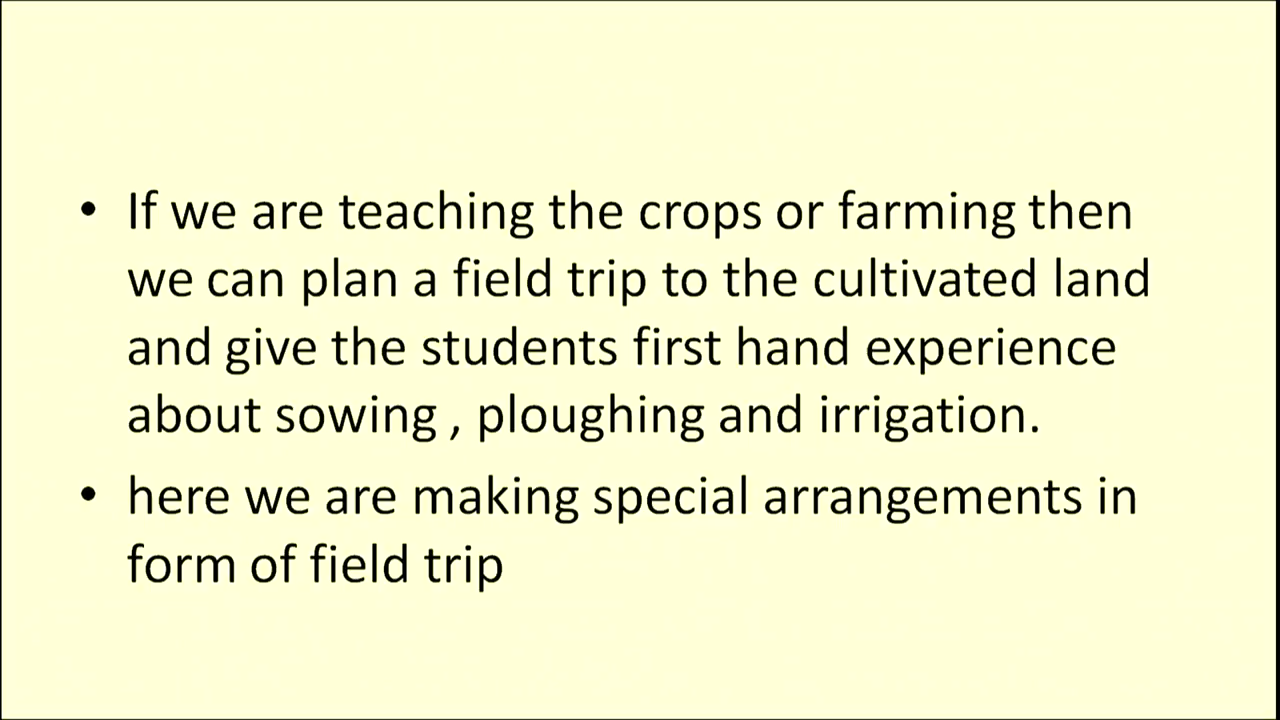 • If we are teaching the crops or farming then
we can plan a field trip to the cultivated land
and give the students first hand experience
about sowing , ploughing and irrigation.
• here we are making special arrangements in
form of field trip